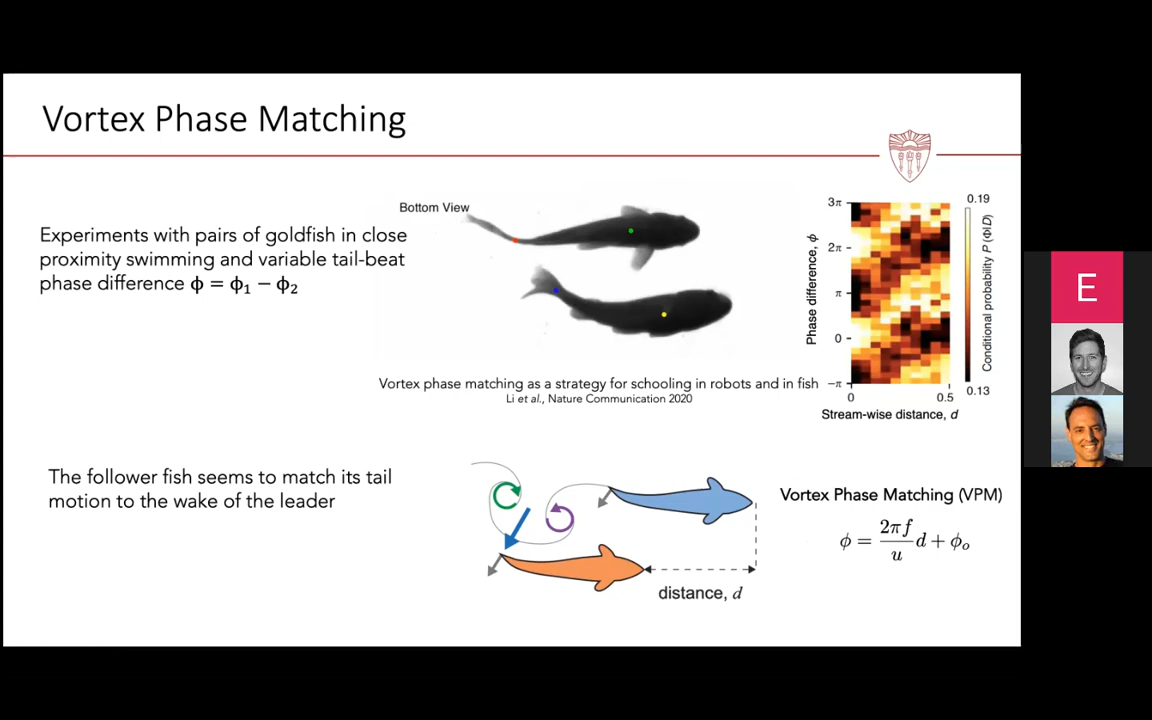 Vortex Phase Matching
Experiments with pairs of goldfish in close
proximity swimming and variable tail-beat
phase difference ϕ = ϕ₁ − ϕ₂
Bottom View
Vortex phase matching as a strategy for schooling in robots and in fish
Li et al., Nature Communication 2020
Phase difference, ϕ
3π
2π
π
0
−π
0
0.5
Stream-wise distance, d
0.19
Conditional probability P (Φ|D)
0.13
E
The follower fish seems to match its tail
motion to the wake of the leader
distance, d
Vortex Phase Matching (VPM)
ϕ = 2πf/u d + ϕₒ